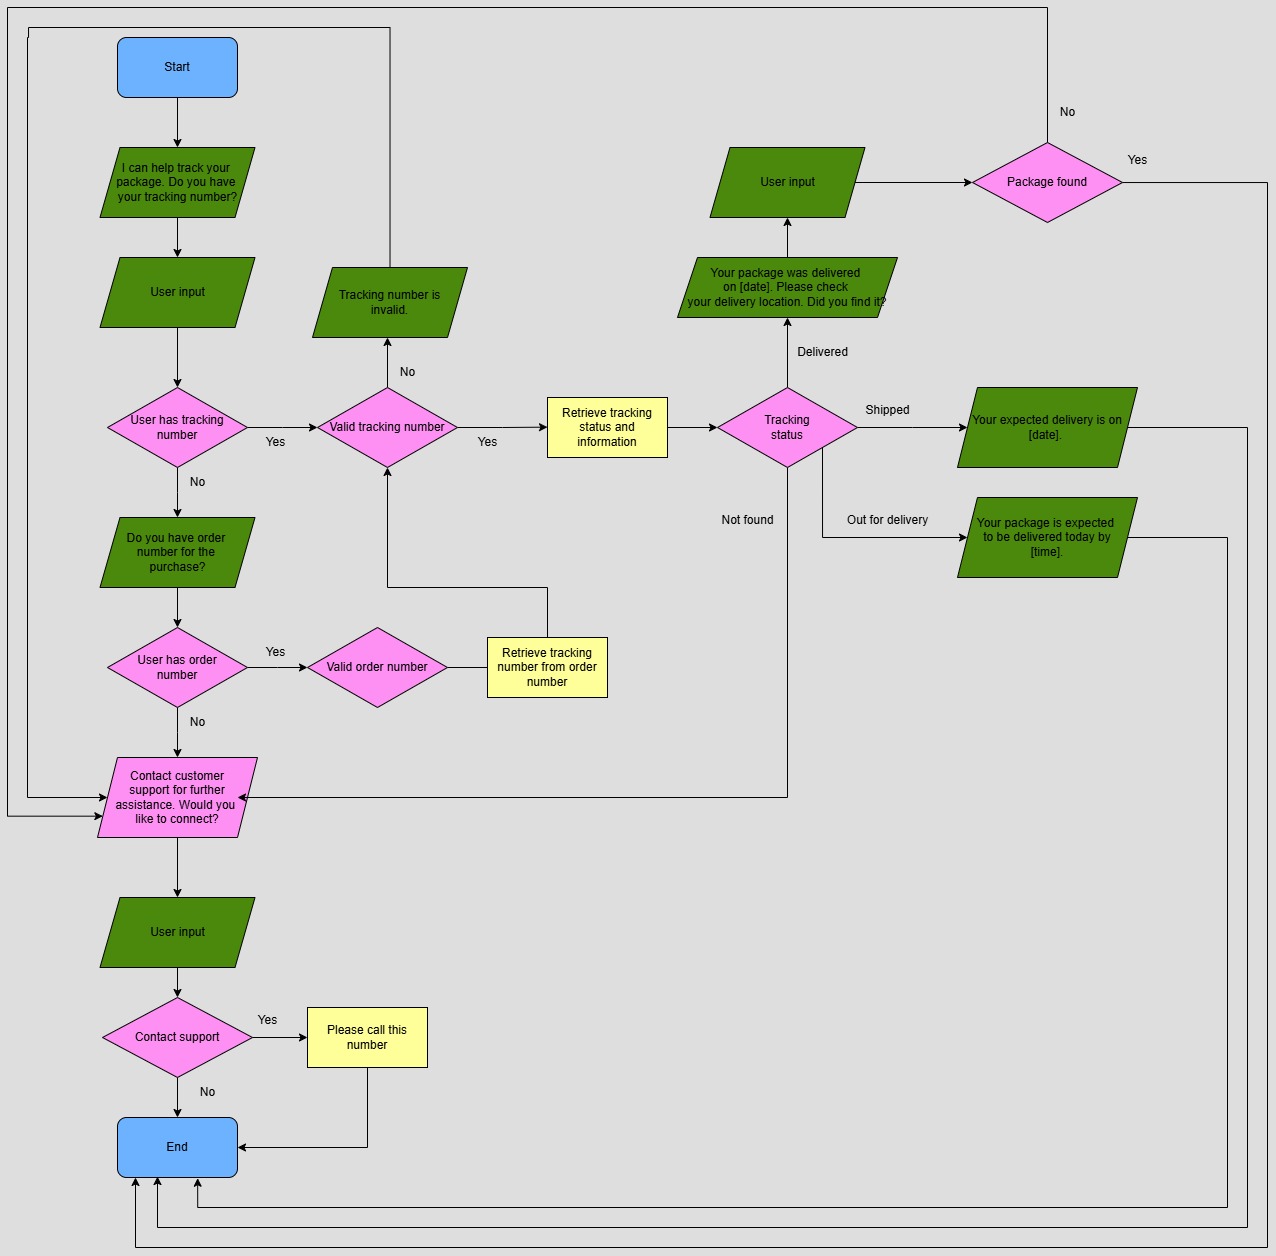 Start
No
Yes
Package found
I can help track your
package. Do you have
your tracking number?
User input
User input
Your package was delivered
on [date]. Please check
your delivery location. Did you find it?
Tracking number is
invalid.
Delivered
No
User has tracking
number
Yes
Valid tracking number
Yes
Retrieve tracking
status and
information
Tracking
status
Shipped
Your expected delivery is on
[date].
No
Not found
Out for delivery
Your package is expected
to be delivered today by
[time].
Do you have order
number for the
purchase?
User has order
number
Yes
Valid order number
Retrieve tracking
number from order
number
No
Contact customer
support for further
assistance. Would you
like to connect?
User input
Contact support
Yes
Please call this
number
No
End